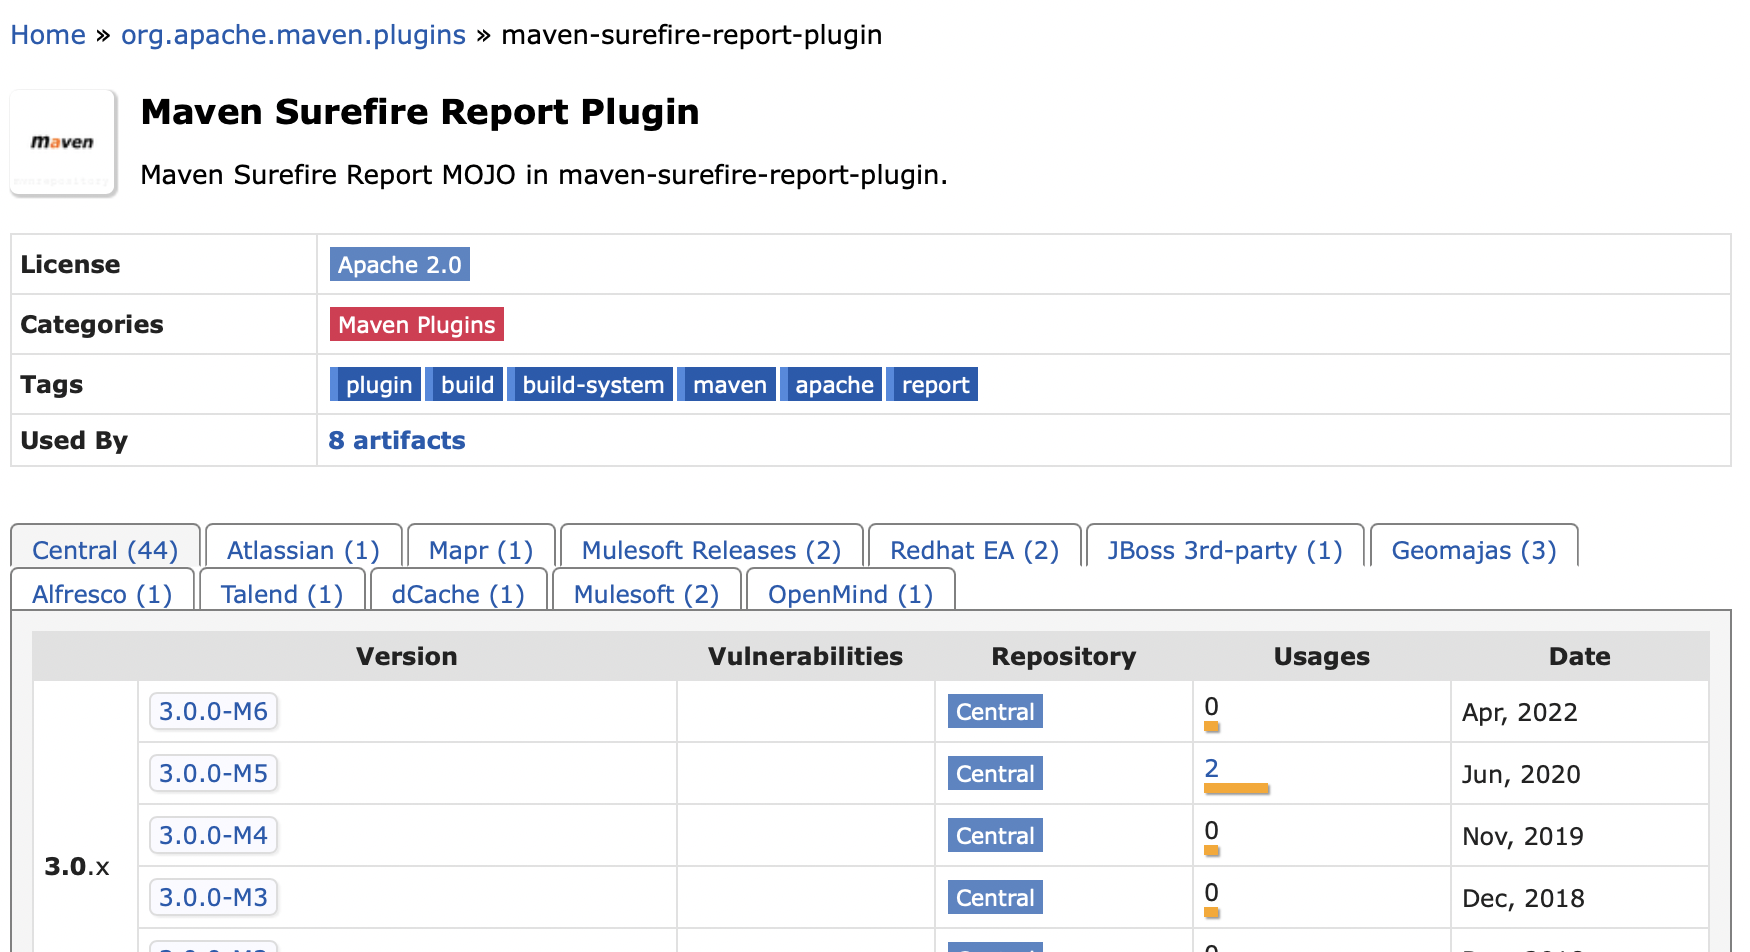 Home » org.apache.maven.plugins » maven-surefire-report-plugin
maven
Maven Surefire Report Plugin
Maven Surefire Report MOJO in maven-surefire-report-plugin.
License Apache 2.0
Categories Maven Plugins
Tags plugin build build-system maven apache report
Used By 8 artifacts
Central (44) Atlassian (1) Mapr (1) Mulesoft Releases (2) Redhat EA (2) JBoss 3rd-party (1) Geomajas (3)
Alfresco (1) Talend (1) dCache (1) Mulesoft (2) OpenMind (1)
Version Vulnerabilities Repository Usages Date
3.0.0-M6 Central 0 Apr, 2022
3.0.0-M5 Central 2 Jun, 2020
3.0.0-M4 Central 0 Nov, 2019
3.0.x
3.0.0-M3 Central 0 Dec, 2018